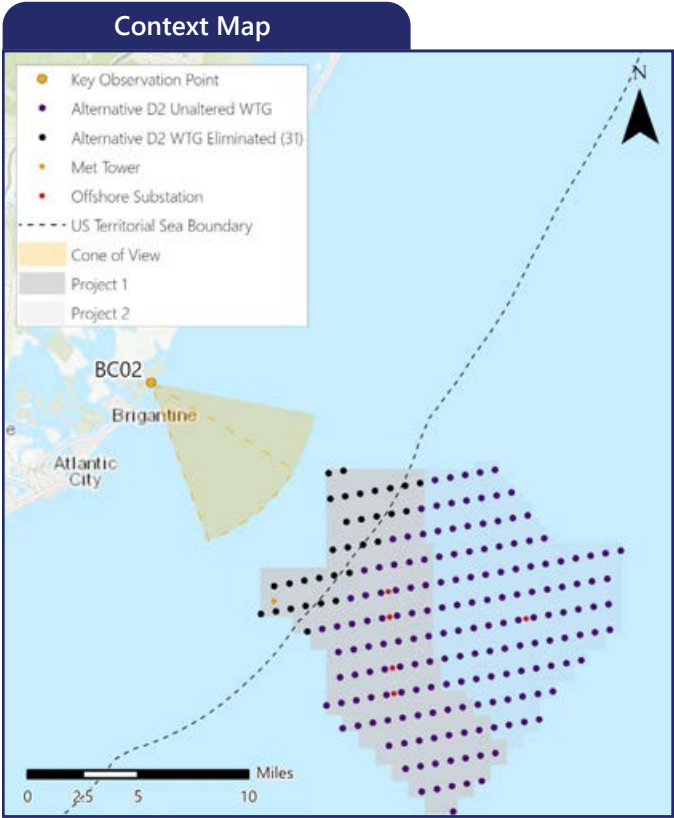 Context Map
N
Key Observation Point
Alternative D2 Unaltered WTG
Alternative D2 WTG Eliminated (31)
Met Tower
Offshore Substation
US Territorial Sea Boundary
Cone of View
Project 1
Project 2
BC02
Brigantine
e
Atlantic
City
Miles
0 2.5 5 10